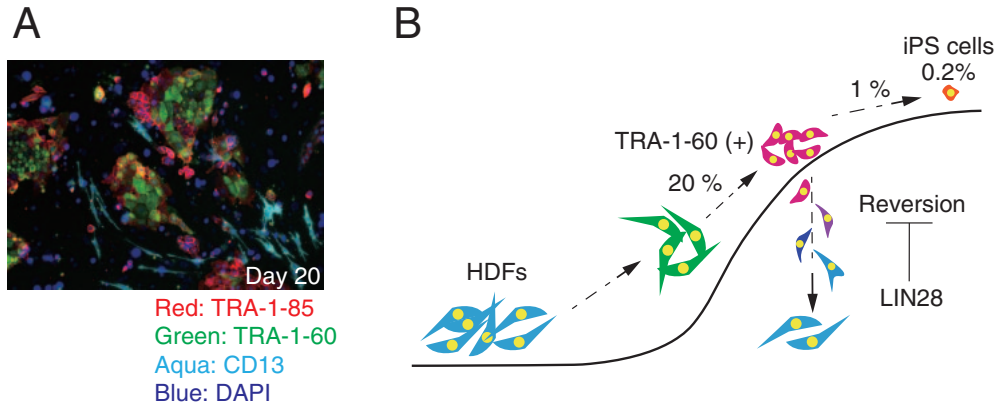 A
Day 20
Red: TRA-1-85
Green: TRA-1-60
Aqua: CD13
Blue: DAPI
B
iPS cells
0.2%
1 %
TRA-1-60 (+)
20 %
Reversion
HDFs
LIN28